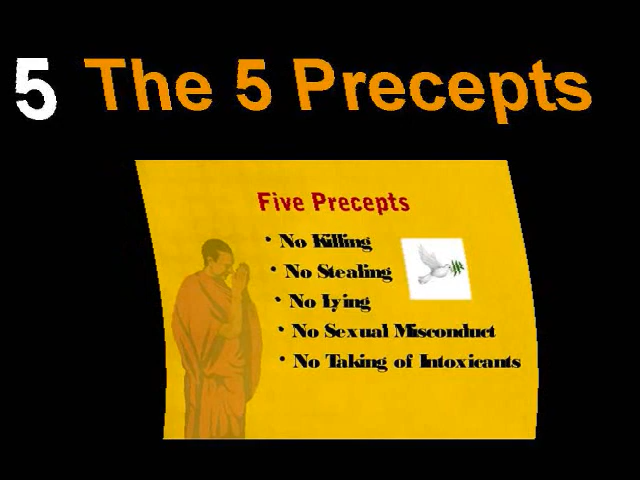 5 The 5 Precepts
Five Precepts
• No Killing
• No Stealing
• No Lying
• No Sexual Misconduct
• No Taking of Intoxicants